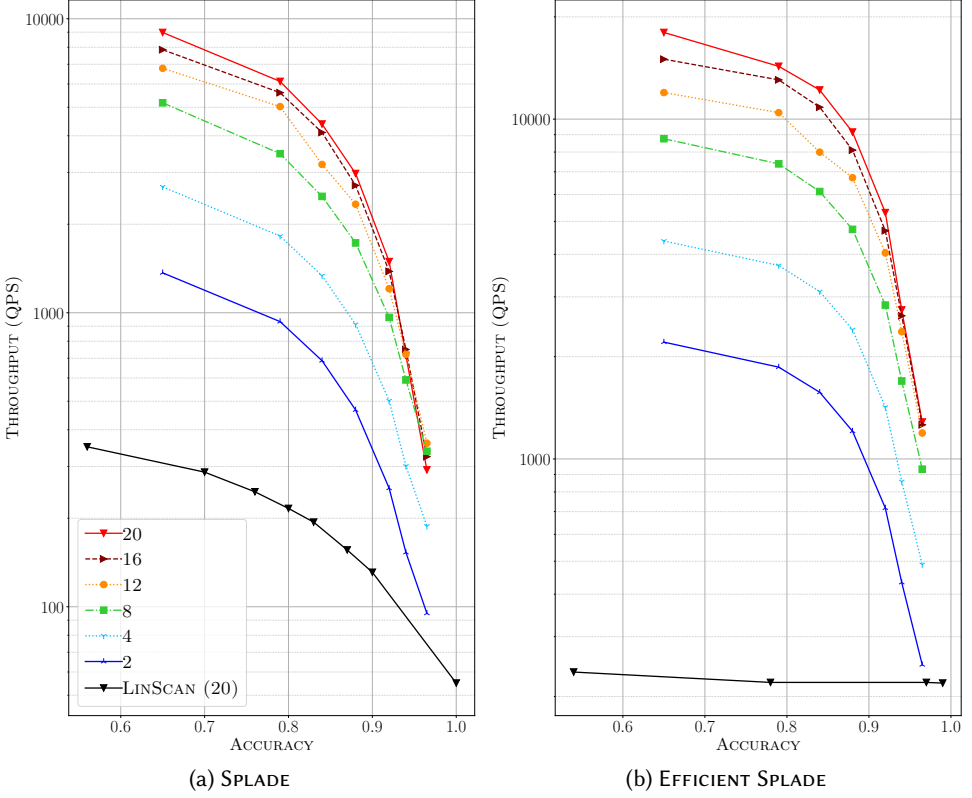 10000
1000
100
THROUGHPUT (QPS)
20
16
12
8
4
2
LINSCAN (20)
0.6 0.7 0.8 0.9 1.0
ACCURACY
(a) SPLADE
10000
1000
THROUGHPUT (QPS)
0.6 0.7 0.8 0.9 1.0
ACCURACY
(b) EFFICIENT SPLADE